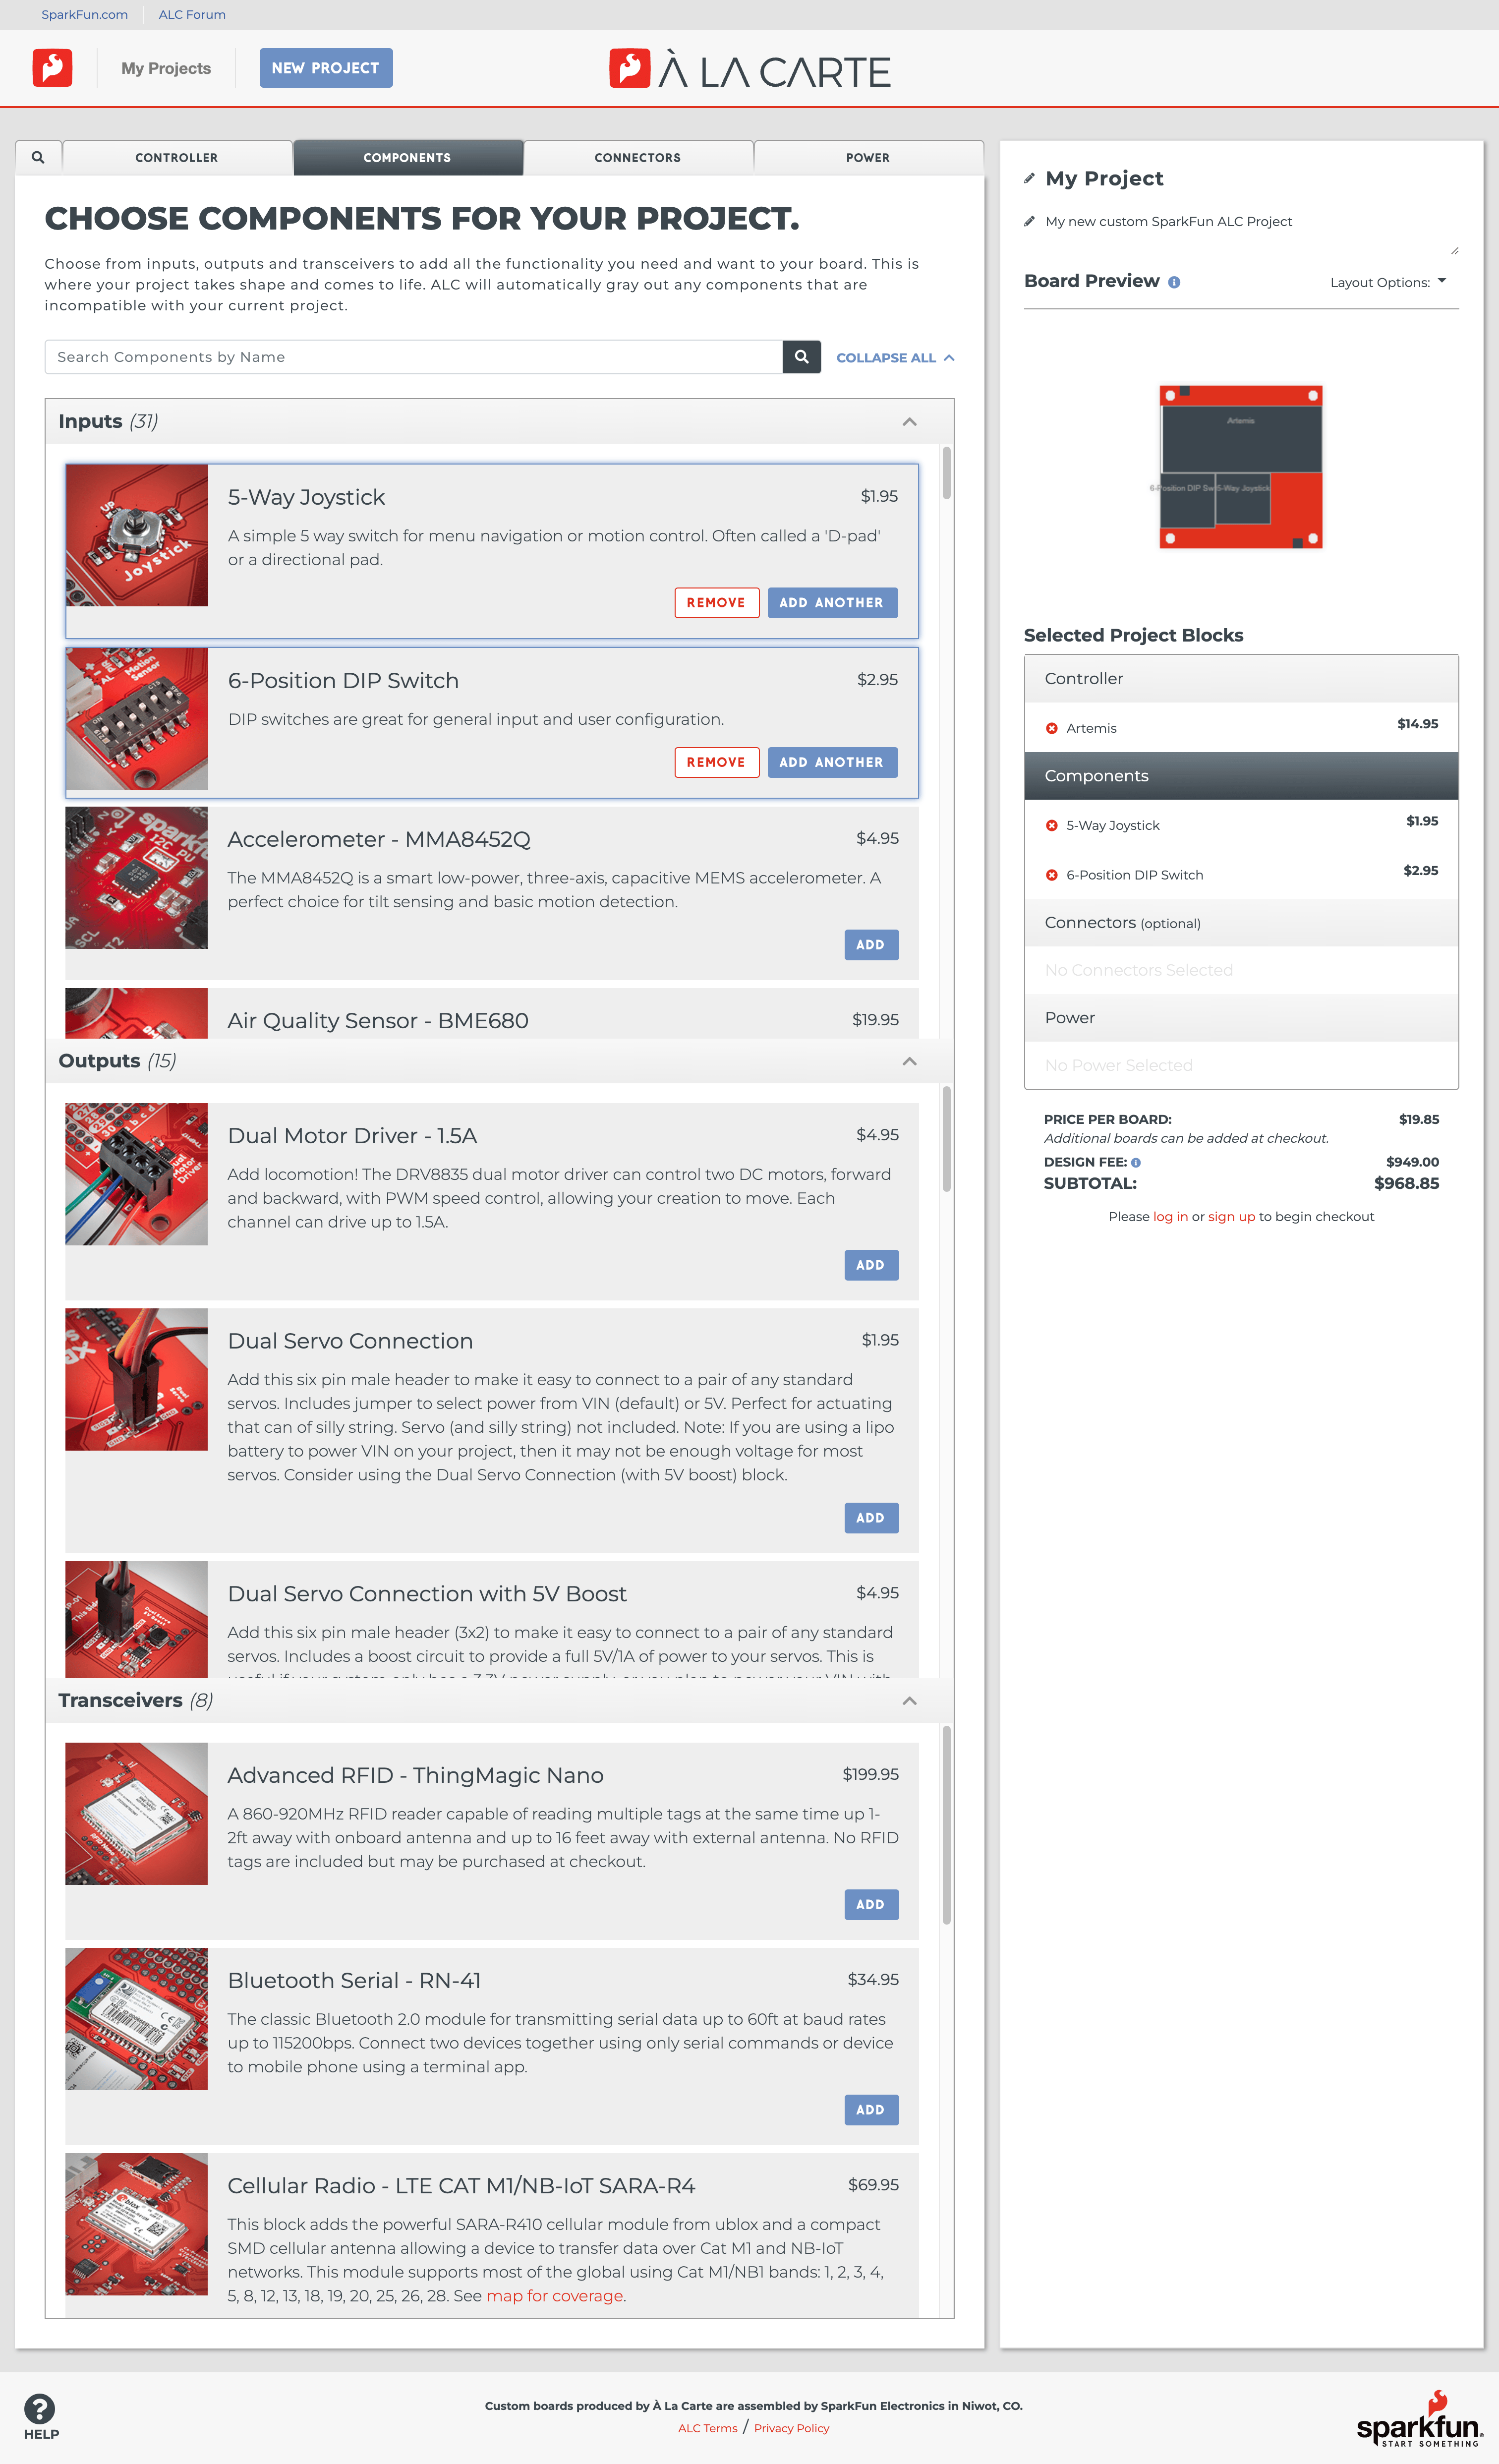 SparkFun.com
ALC Forum
My Projects
NEW PROJECT
À LA CARTE
CONTROLLER
COMPONENTS
CONNECTORS
POWER
CHOOSE COMPONENTS FOR YOUR PROJECT.
Choose from inputs, outputs and transceivers to add all the functionality you need and want to your board. This is
where your project takes shape and comes to life. ALC will automatically gray out any components that are
incompatible with your current project.
Search Components by Name
COLLAPSE ALL
Inputs (31)
5-Way Joystick
$1.95
A simple 5 way switch for menu navigation or motion control. Often called a 'D-pad'
or a directional pad.
REMOVE
ADD ANOTHER
UP
Joystick
6-Position DIP Switch
$2.95
DIP switches are great for general input and user configuration.
REMOVE
ADD ANOTHER
Motion
Sensor
Accelerometer - MMA8452Q
$4.95
The MMA8452Q is a smart low-power, three-axis, capacitive MEMS accelerometer. A
perfect choice for tilt sensing and basic motion detection.
ADD
I2C PU
SCL
Air Quality Sensor - BME680
$19.95
Outputs (15)
Dual Motor Driver - 1.5A
$4.95
Add locomotion! The DRV8835 dual motor driver can control two DC motors, forward
and backward, with PWM speed control, allowing your creation to move. Each
channel can drive up to 1.5A.
ADD
Dual Servo Connection
$1.95
Add this six pin male header to make it easy to connect to a pair of any standard
servos. Includes jumper to select power from VIN (default) or 5V. Perfect for actuating
that can of silly string. Servo (and silly string) not included. Note: If you are using a lipo
battery to power VIN on your project, then it may not be enough voltage for most
servos. Consider using the Dual Servo Connection (with 5V boost) block.
ADD
Dual Servo Connection with 5V Boost
$4.95
Add this six pin male header (3x2) to make it easy to connect to a pair of any standard
servos. Includes a boost circuit to provide a full 5V/1A of power to your servos. This is
Transceivers (8)
Advanced RFID - ThingMagic Nano
$199.95
A 860-920MHz RFID reader capable of reading multiple tags at the same time up 1-
2ft away with onboard antenna and up to 16 feet away with external antenna. No RFID
tags are included but may be purchased at checkout.
ADD
Bluetooth Serial - RN-41
$34.95
The classic Bluetooth 2.0 module for transmitting serial data up to 60ft at baud rates
up to 115200bps. Connect two devices together using only serial commands or device
to mobile phone using a terminal app.
ADD
Cellular Radio - LTE CAT M1/NB-IoT SARA-R4
$69.95
This block adds the powerful SARA-R410 cellular module from ublox and a compact
SMD cellular antenna allowing a device to transfer data over Cat M1 and NB-IoT
networks. This module supports most of the global using Cat M1/NB1 bands: 1, 2, 3, 4,
5, 8, 12, 13, 18, 19, 20, 25, 26, 28. See map for coverage.
My Project
My new custom SparkFun ALC Project
Board Preview
Layout Options:
Artemis
6-Position DIP Sw
5-Way Joystick
Selected Project Blocks
Controller
Artemis
$14.95
Components
5-Way Joystick
$1.95
6-Position DIP Switch
$2.95
Connectors (optional)
No Connectors Selected
Power
No Power Selected
PRICE PER BOARD:
$19.85
Additional boards can be added at checkout.
DESIGN FEE:
$949.00
SUBTOTAL:
$968.85
Please log in or sign up to begin checkout
HELP
Custom boards produced by À La Carte are assembled by SparkFun Electronics in Niwot, CO.
ALC Terms / Privacy Policy
sparkfun
START SOMETHING